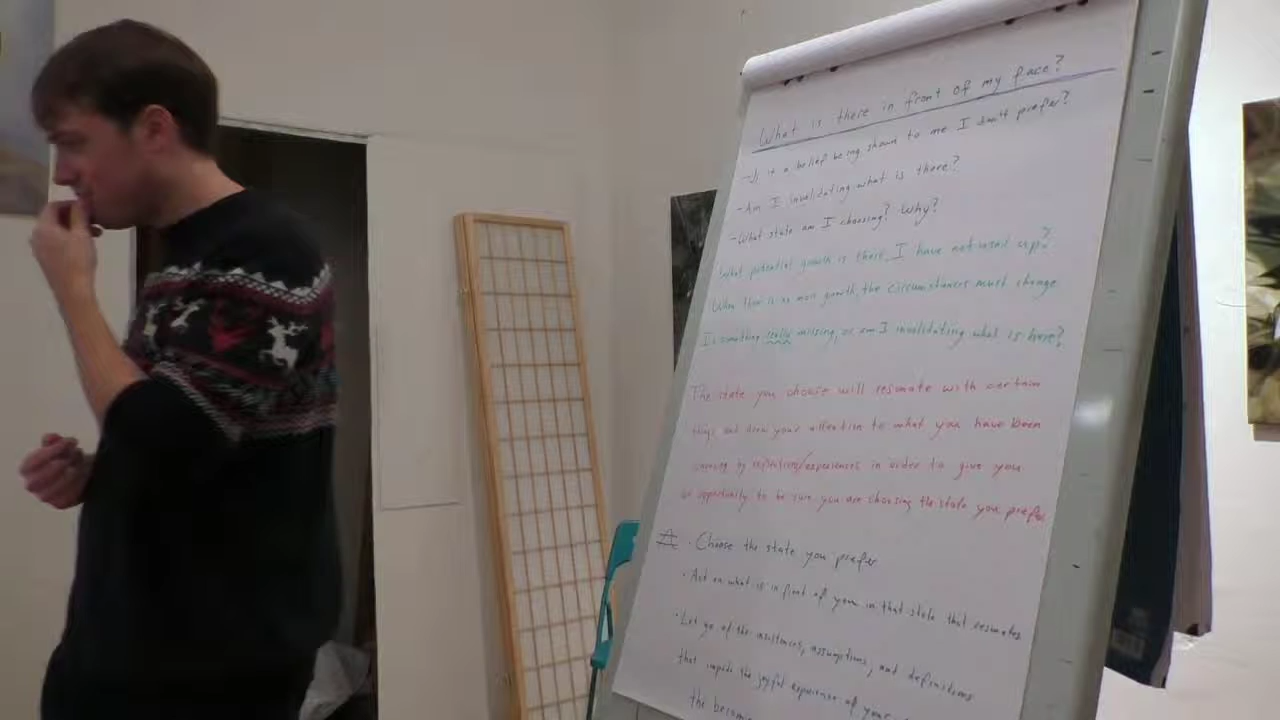 What is there in front of my face?
-Is it a belief being shown to me I don't prefer?
-Am I invalidating what is there?
-What state am I choosing? Why?
What potential growth is there, I have not used up?
When there is no more growth, the circumstances must change
Is something really missing, or am I invalidating what is here?
The state you choose will resonate with certain
things and draw your attention to what you have been
by reflections/experiences in order to give you
an opportunity to be sure you are choosing the state you prefer
· Choose the state you prefer
· Act on what is in front of you in that state that resonates
· Let go of the insistences, assumptions, and definitions
that impede the joyful experience of your
the